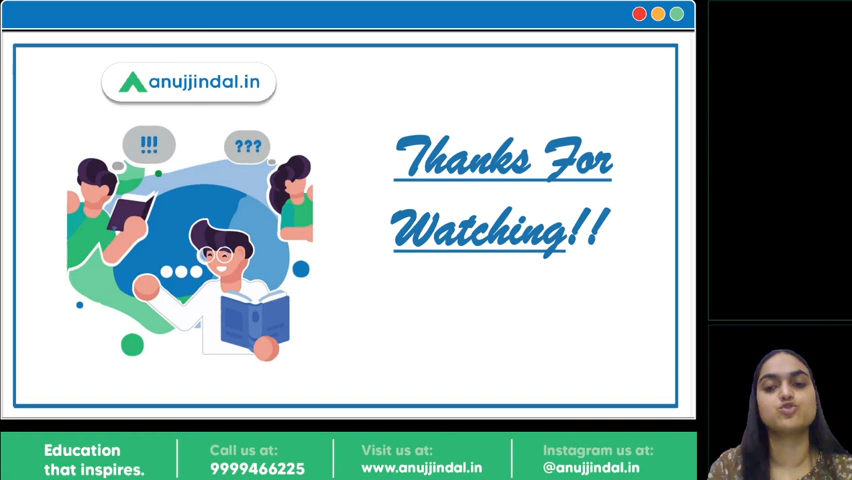 anujjindal.in
!!!
???
Thanks For
Watching!!
Education
that inspires.
Call us at:
9999466225
Visit us at:
www.anujjindal.in
Instagram us at:
@anujjindal.in